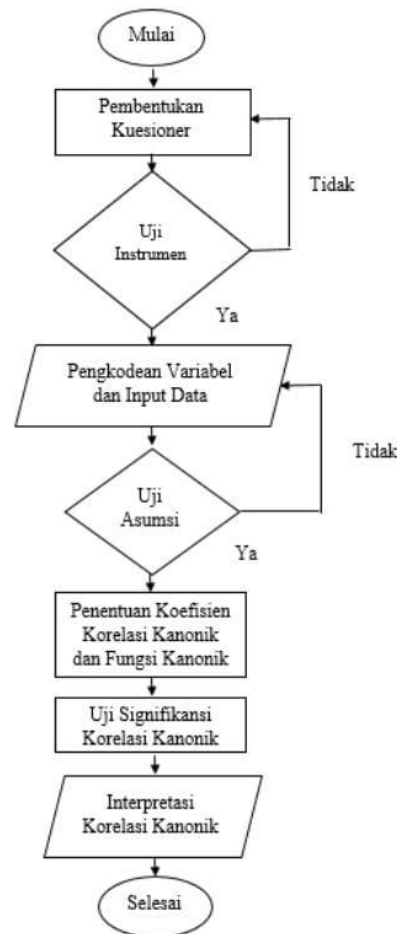 Mulai
Pembentukan
Kuesioner
Tidak
Uji
Instrumen
Ya
Pengkodean Variabel
dan Input Data
Tidak
Uji
Asumsi
Ya
Penentuan Koefisien
Korelasi Kanonik
dan Fungsi Kanonik
Uji Signifikansi
Korelasi Kanonik
Interpretasi
Korelasi Kanonik
Selesai